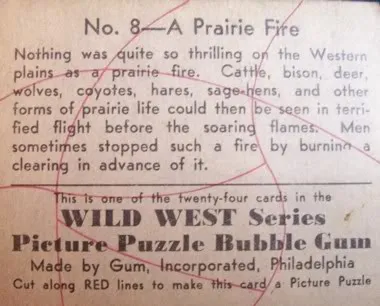 No. 8—A Prairie Fire
Nothing was quite so thrilling on the Western
plains as a prairie fire. Cattle, bison, deer,
wolves, coyotes, hares, sage-hens, and other
forms of prairie life could then be seen in terri-
fied flight before the soaring flames. Men
sometimes stopped such a fire by burning a
clearing in advance of it.
This is one of the twenty-four cards in the
WILD WEST Series
Picture Puzzle Bubble Gum
Made by Gum, Incorporated, Philadelphia
Cut along RED lines to make this card a Picture Puzzle